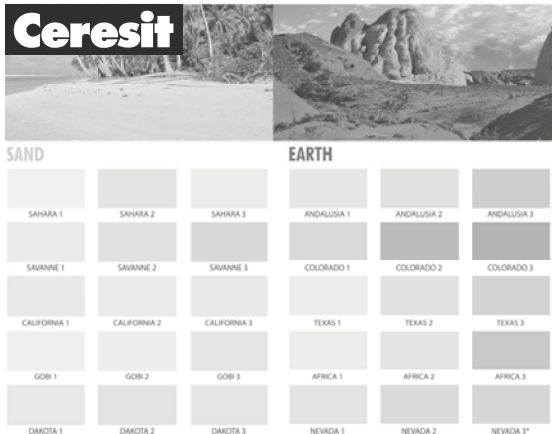 Ceresit
SAND
EARTH
SAHARA 1
SAHARA 2
SAHARA 3
ANDALUSIA 1
ANDALUSIA 2
ANDALUSIA 3
SAVANNE 1
SAVANNE 2
SAVANNE 3
COLORADO 1
COLORADO 2
COLORADO 3
CALIFORNIA 1
CALIFORNIA 2
CALIFORNIA 3
TEXAS 1
TEXAS 2
TEXAS 3
GOBI 1
GOBI 2
GOBI 3
AFRICA 1
AFRICA 2
AFRICA 3
DAKOTA 1
DAKOTA 2
DAKOTA 3
NEVADA 1
NEVADA 2
NEVADA 3*